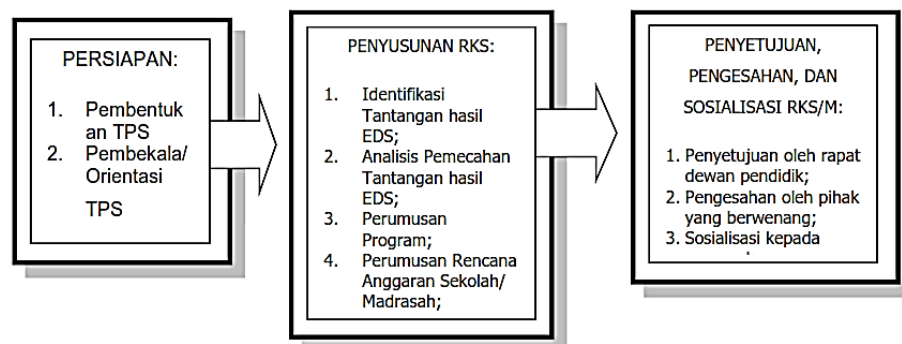 PERSIAPAN:
1. Pembentuk
an TPS
2. Pembekala/
Orientasi
TPS
PENYUSUNAN RKS:
1. Identifikasi
Tantangan hasil
EDS;
2. Analisis Pemecahan
Tantangan hasil
EDS;
3. Perumusan
Program;
4. Perumusan Rencana
Anggaran Sekolah/
Madrasah;
PENYETUJUAN,
PENGESAHAN, DAN
SOSIALISASI RKS/M:
1. Penyetujuan oleh rapat
dewan pendidik;
2. Pengesahan oleh pihak
yang berwenang;
3. Sosialisasi kepada